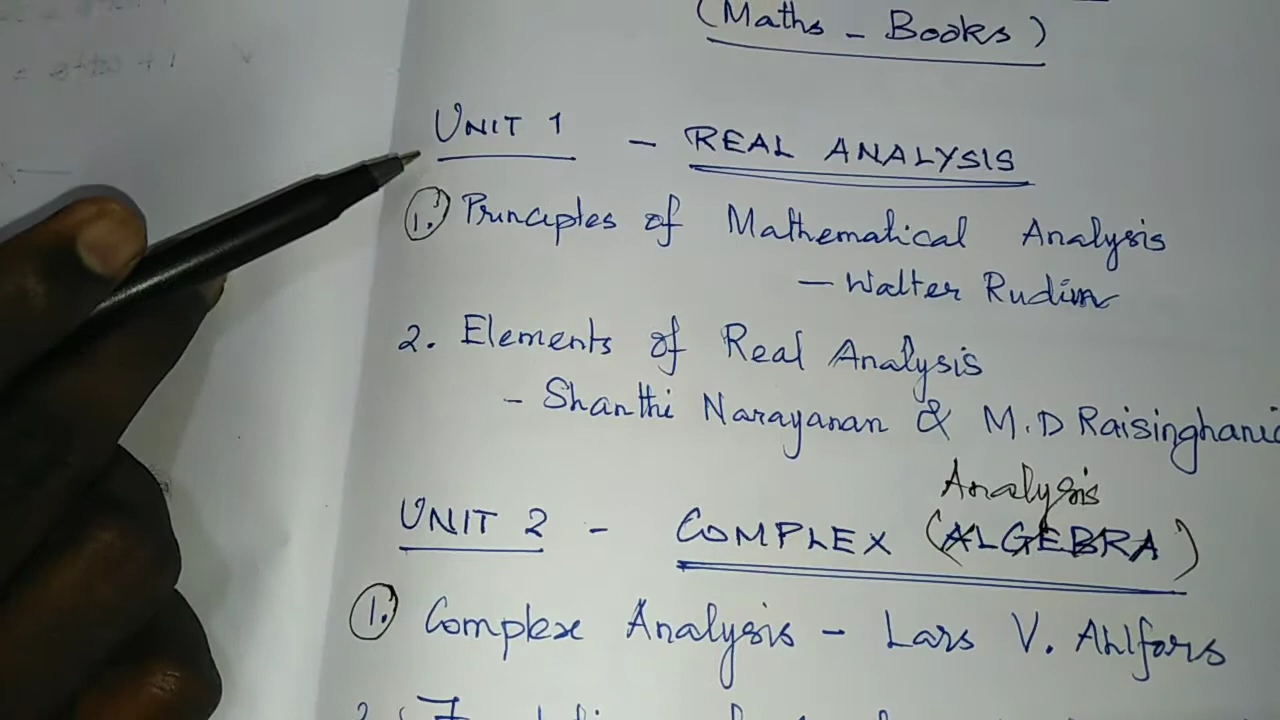 (Maths - Books)
UNIT 1 - REAL ANALYSIS
1. Principles of Mathematical Analysis
- Walter Rudin
2. Elements of Real Analysis
- Shanthi Narayanan & M.D Raisinghania
Analysis
UNIT 2 - COMPLEX (ALGEBRA)
1. Complex Analysis - Lars V. Ahlfors